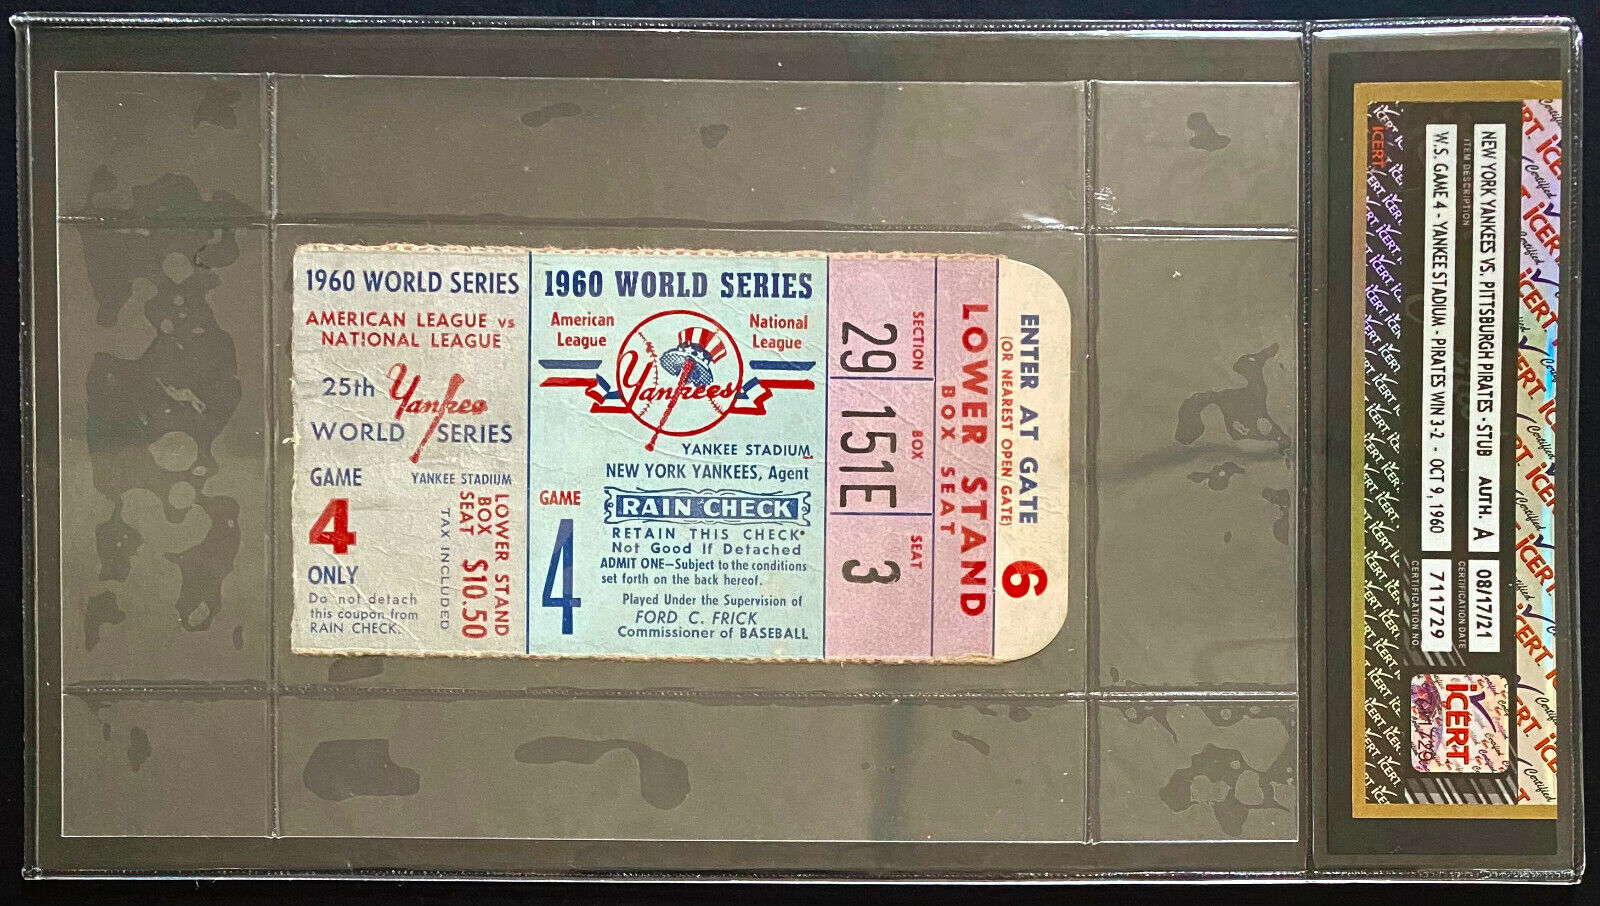 1960 WORLD SERIES
AMERICAN LEAGUE vs
NATIONAL LEAGUE
25th Yankee
WORLD SERIES
GAME
YANKEE STADIUM
4
ONLY
Do not detach
this coupon from
RAIN CHECK.
LOWER STAND
BOX
SEAT $10.50
TAX INCLUDED
1960 WORLD SERIES
American League
National League
Yankees
YANKEE STADIUM
NEW YORK YANKEES, Agent
GAME
4
RAIN CHECK
RETAIN THIS CHECK
Not Good If Detached
ADMIT ONE—Subject to the conditions
set forth on the back hereof.
Played Under the Supervision of
FORD C. FRICK
Commissioner of BASEBALL
SECTION BOX SEAT
29 151E 3
LOWER STAND
BOX SEAT
ENTER AT GATE 6
(OR NEAREST OPEN GATE)
NEW YORK YANKEES VS. PITTSBURGH PIRATES - STUB AUTH. A 08/17/21
ITEM DESCRIPTION CERTIFICATION DATE
W.S. GAME 4 - YANKEE STADIUM - PIRATES WIN 3-2 - OCT 9, 1960 711729
CERTIFICATION NO.
iCERT